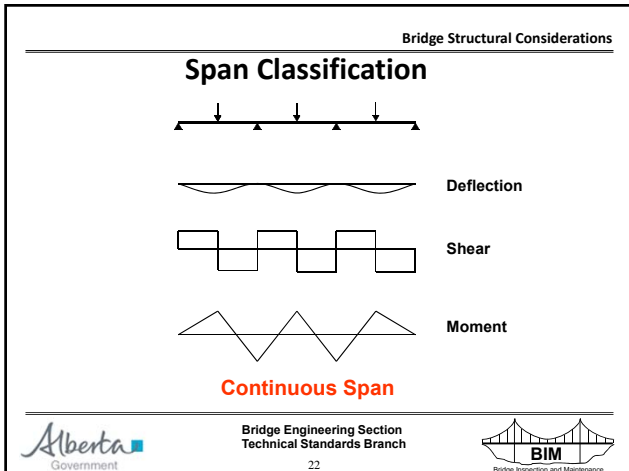 Bridge Structural Considerations
Span Classification
Deflection
Shear
Moment
Continuous Span
Alberta
Government
Bridge Engineering Section
Technical Standards Branch
22
BIM
Bridge Inspection and Maintenance